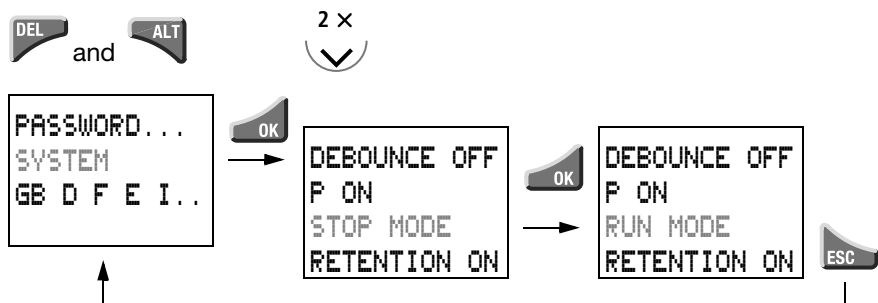 DEL
and
ALT
2 ×
PASSWORD...
SYSTEM
GB D F E I..
OK
DEBOUNCE OFF
P ON
STOP MODE
RETENTION ON
OK
DEBOUNCE OFF
P ON
RUN MODE
RETENTION ON
ESC